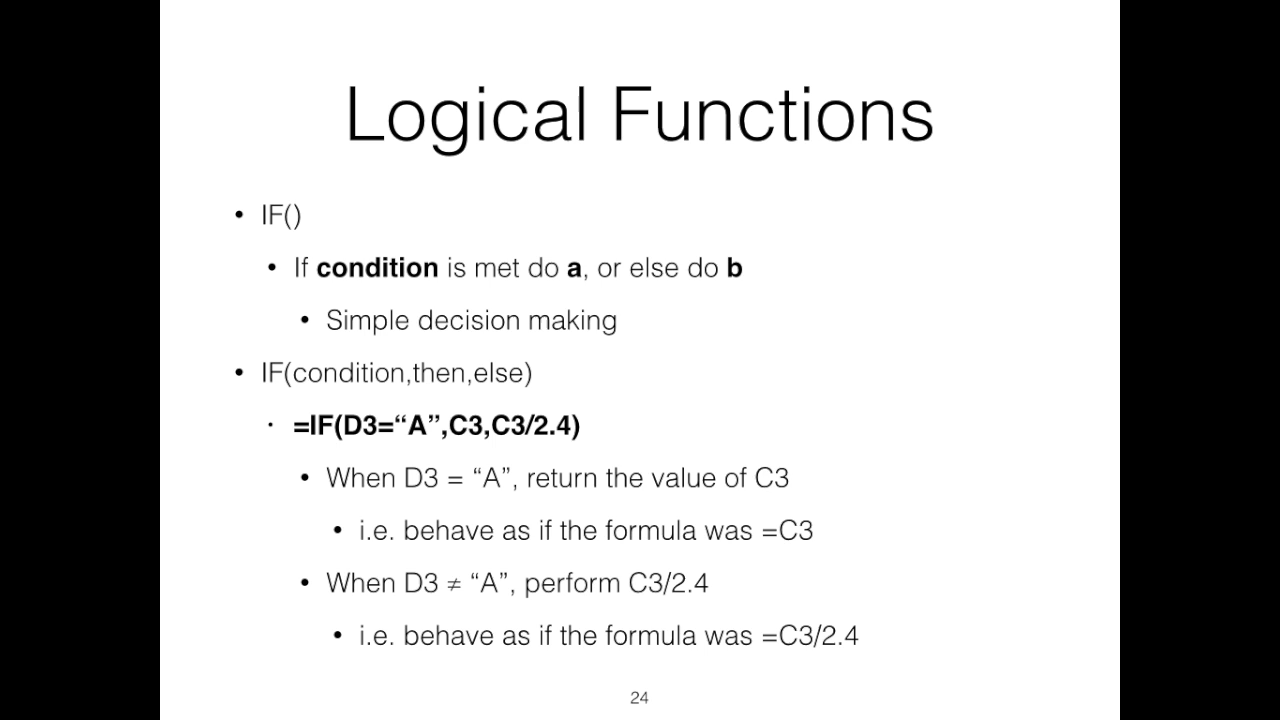 Logical Functions
• IF()
• If condition is met do a, or else do b
• Simple decision making
• IF(condition,then,else)
• =IF(D3=“A”,C3,C3/2.4)
• When D3 = “A”, return the value of C3
• i.e. behave as if the formula was =C3
• When D3 ≠ “A”, perform C3/2.4
• i.e. behave as if the formula was =C3/2.4
24